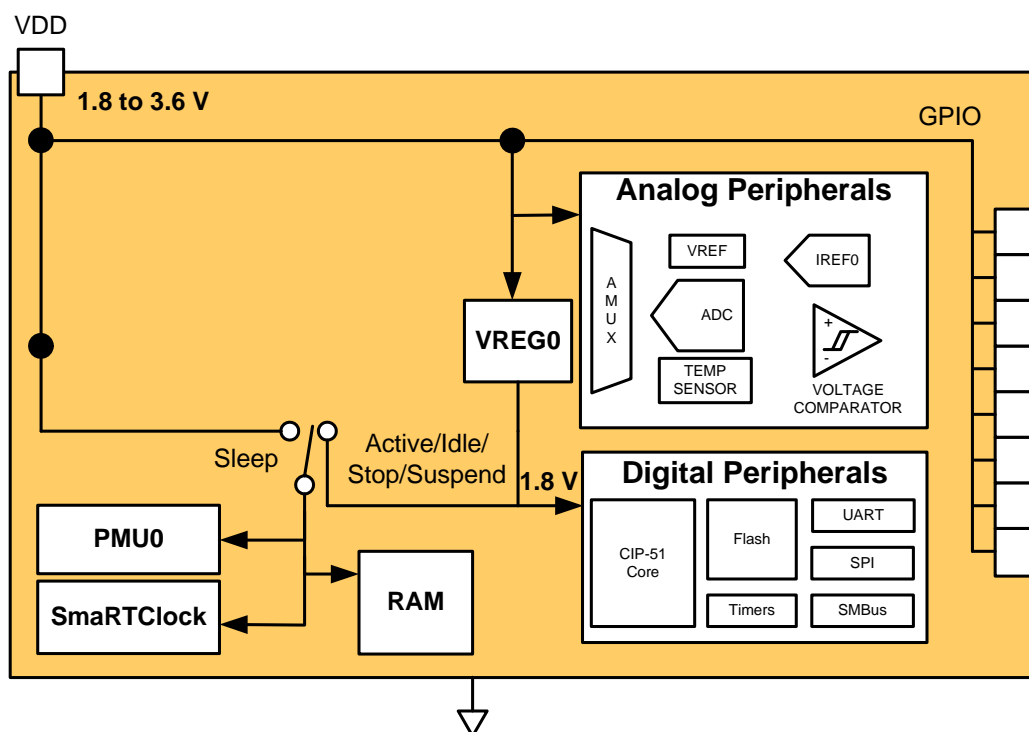 VDD
1.8 to 3.6 V
GPIO
Analog Peripherals
A
M
U
X
VREF
IREF0
ADC
TEMP
SENSOR
+
-
VOLTAGE
COMPARATOR
VREG0
Sleep
Active/Idle/
Stop/Suspend
1.8 V
Digital Peripherals
CIP-51
Core
Flash
UART
SPI
Timers
SMBus
PMU0
SmaRTClock
RAM